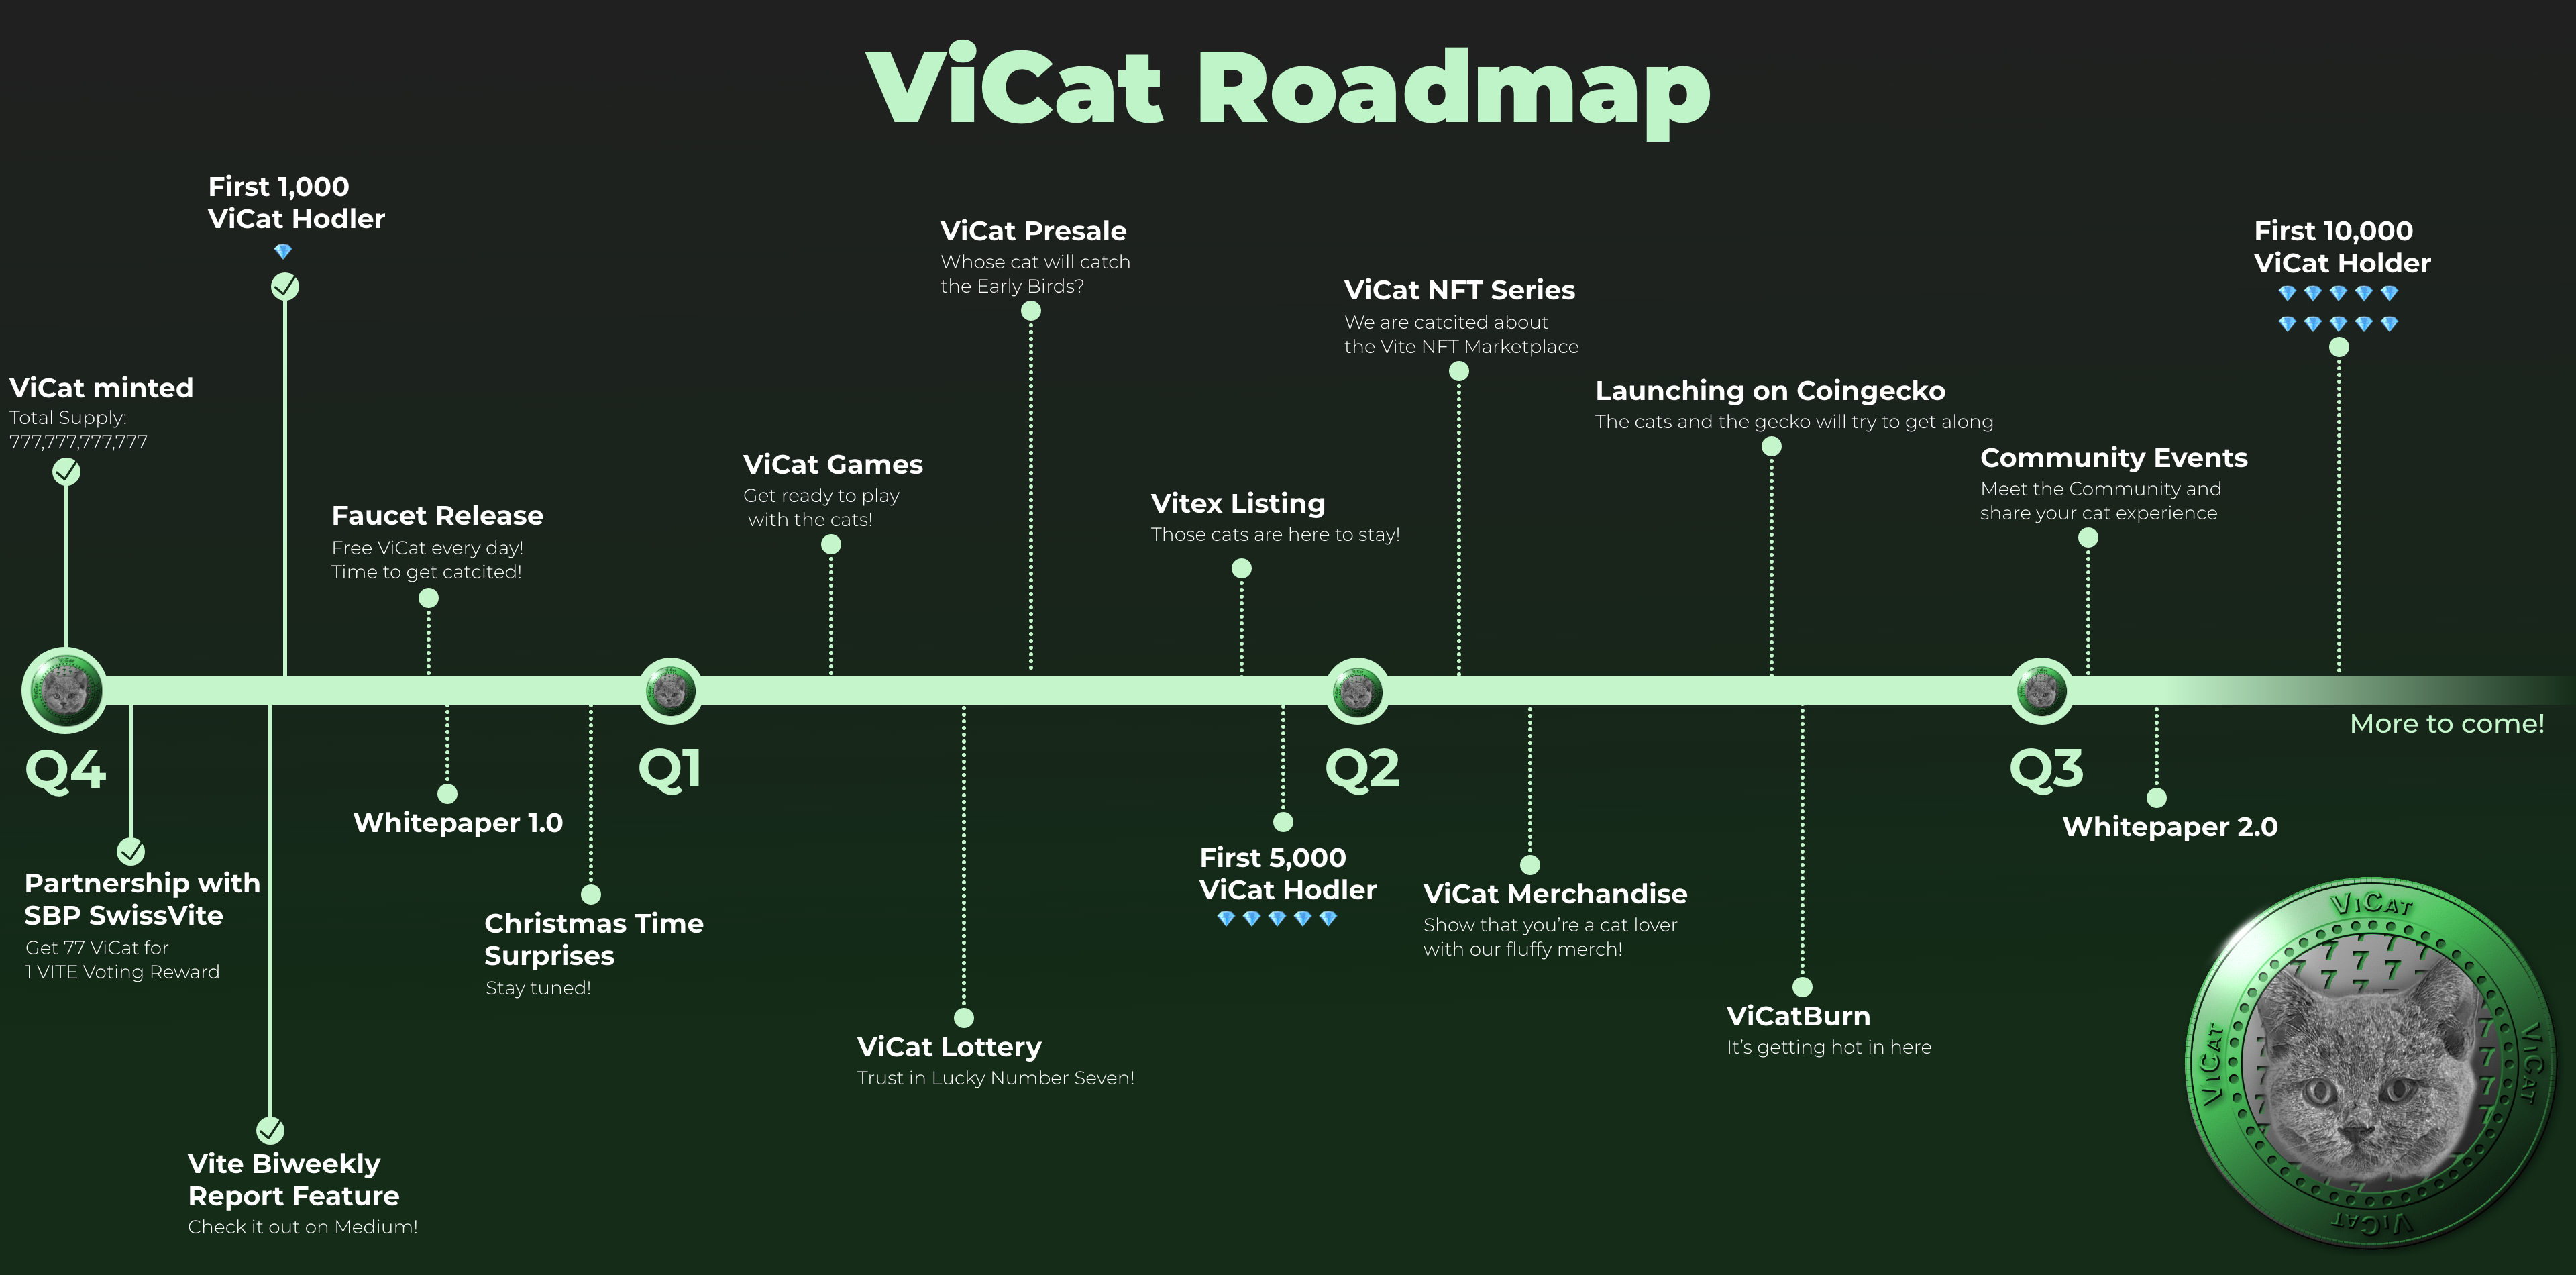 ViCat Roadmap
First 1,000
ViCat Hodler
ViCat minted
Total Supply:
777,777,777,777
Faucet Release
Free ViCat every day!
Time to get catcited!
ViCat Games
Get ready to play
with the cats!
ViCat Presale
Whose cat will catch
the Early Birds?
Vitex Listing
Those cats are here to stay!
ViCat NFT Series
We are catcited about
the Vite NFT Marketplace
Launching on Coingecko
The cats and the gecko will try to get along
Community Events
Meet the Community and
share your cat experience
First 10,000
ViCat Holder
More to come!
Q4
Q1
Q2
Q3
Partnership with
SBP SwissVite
Get 77 ViCat for
1 VITE Voting Reward
Vite Biweekly
Report Feature
Check it out on Medium!
Whitepaper 1.0
Christmas Time
Surprises
Stay tuned!
ViCat Lottery
Trust in Lucky Number Seven!
First 5,000
ViCat Hodler
ViCat Merchandise
Show that you're a cat lover
with our fluffy merch!
ViCatBurn
It's getting hot in here
Whitepaper 2.0
ViCat
ViCat
ViCat
ViCat